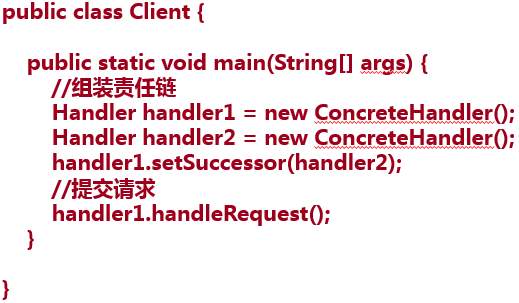 public class Client {
public static void main(String[] args) {
//组装责任链
Handler handler1 = new ConcreteHandler();
Handler handler2 = new ConcreteHandler();
handler1.setSuccessor(handler2);
//提交请求
handler1.handleRequest();
}
}